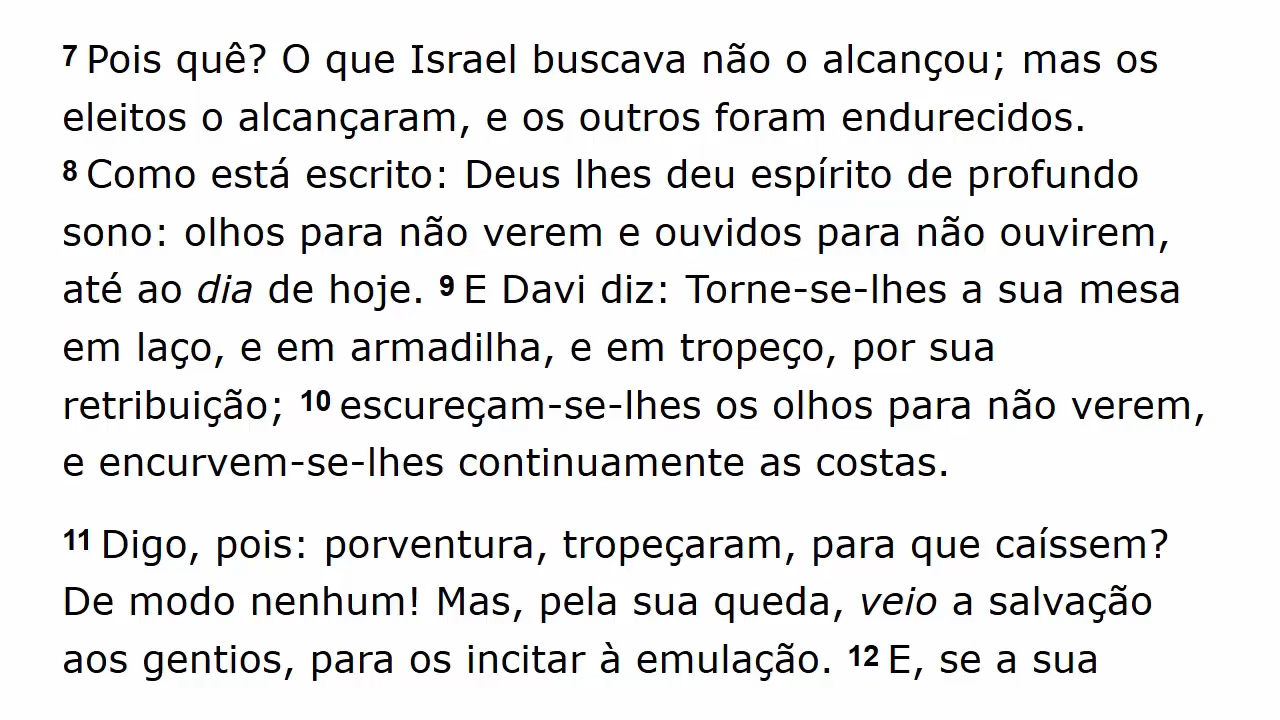 7 Pois quê? O que Israel buscava não o alcançou; mas os
eleitos o alcançaram, e os outros foram endurecidos.
8 Como está escrito: Deus lhes deu espírito de profundo
sono: olhos para não verem e ouvidos para não ouvirem,
até ao dia de hoje. 9 E Davi diz: Torne-se-lhes a sua mesa
em laço, e em armadilha, e em tropeço, por sua
retribuição; 10 escureçam-se-lhes os olhos para não verem,
e encurvem-se-lhes continuamente as costas.
11 Digo, pois: porventura, tropeçaram, para que caíssem?
De modo nenhum! Mas, pela sua queda, veio a salvação
aos gentios, para os incitar à emulação. 12 E, se a sua